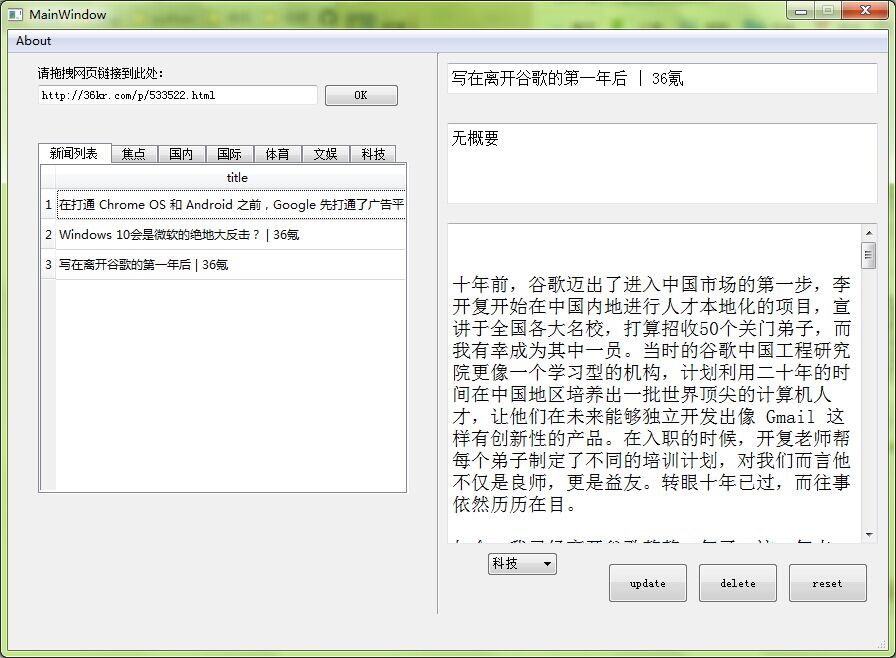 MainWindow
About
请拖拽网页链接到此处:
http://36kr.com/p/533522.html
OK
新闻列表 焦点 国内 国际 体育 文娱 科技
title
1 在打通 Chrome OS 和 Android 之前，Google 先打通了广告平
2 Windows 10会是微软的绝地大反击？ | 36氪
3 写在离开谷歌的第一年后 | 36氪
写在离开谷歌的第一年后 | 36氪
无概要
十年前，谷歌迈出了进入中国市场的第一步，李
开复开始在中国内地进行人才本地化的项目，宣
讲于全国各大名校，打算招收50个关门弟子，而
我有幸成为其中一员。当时的谷歌中国工程研究
院更像一个学习型的机构，计划利用二十年的时
间在中国地区培养出一批世界顶尖的计算机人
才，让他们在未来能够独立开发出像 Gmail 这
样有创新性的产品。在入职的时候，开复老师帮
每个弟子制定了不同的培训计划，对我们而言他
不仅是良师，更是益友。转眼十年已过，而往事
依然历历在目。
科技
update delete reset